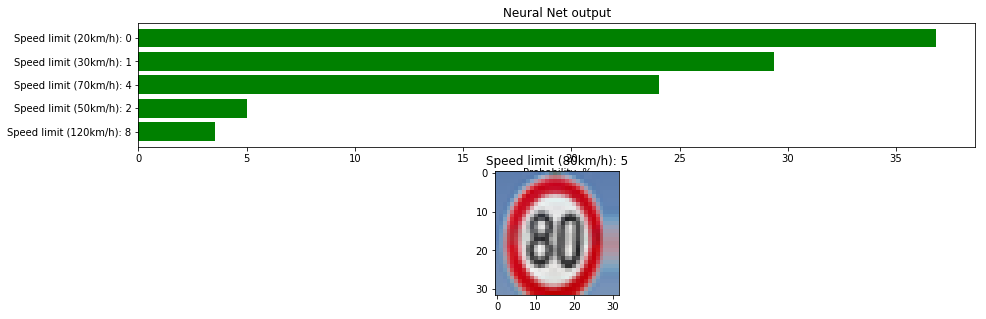 Neural Net output
Speed limit (20km/h): 0
Speed limit (30km/h): 1
Speed limit (70km/h): 4
Speed limit (50km/h): 2
Speed limit (120km/h): 8
0 5 10 15 20 25 30 35
Probability, %
Speed limit (80km/h): 5
0
10
20
30
80
0 10 20 30